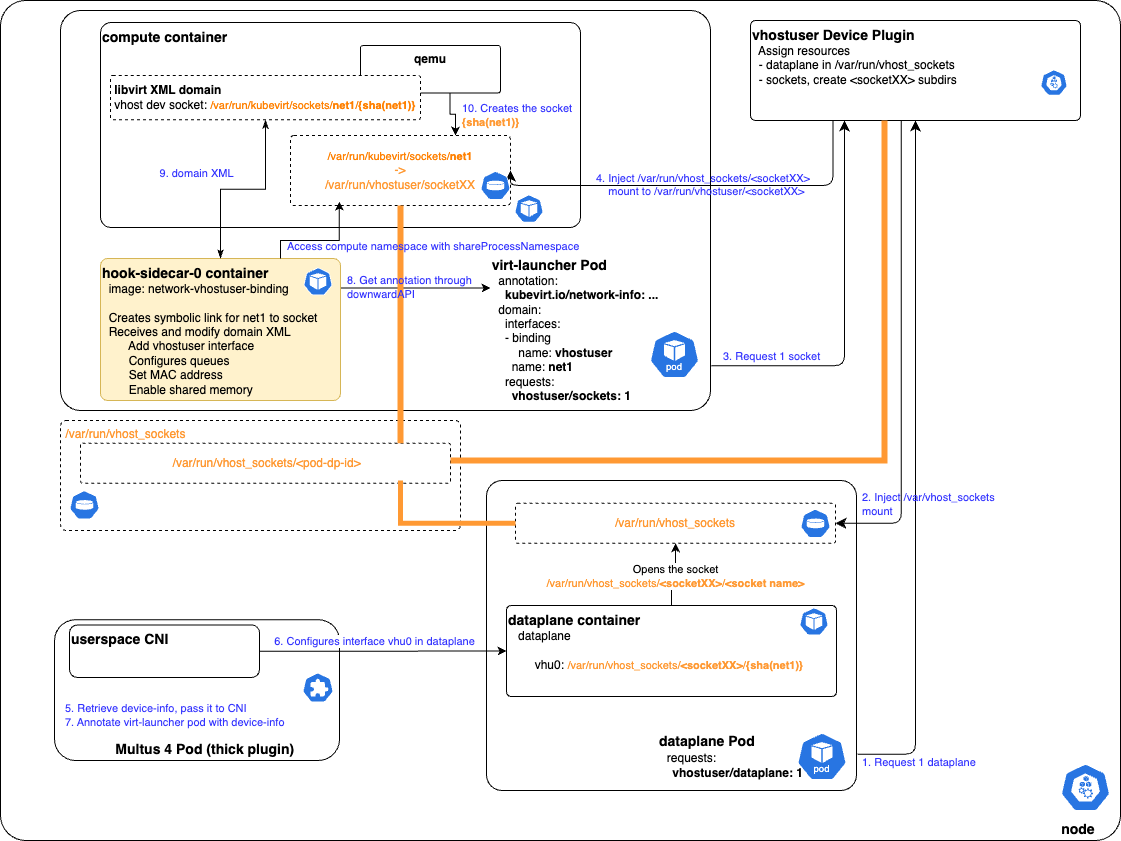 compute container
qemu
libvirt XML domain
vhost dev socket: /var/run/kubevirt/sockets/net1/{sha(net1)}
10. Creates the socket
{sha(net1)}
/var/run/kubevirt/sockets/net1
->
/var/run/vhostuser/socketXX
9. domain XML
Access compute namespace with shareProcessNamespace
hook-sidecar-0 container
image: network-vhostuser-binding
Creates symbolic link for net1 to socket
Receives and modify domain XML
Add vhostuser interface
Configures queues
Set MAC address
Enable shared memory
8. Get annotation through
downwardAPI
virt-launcher Pod
annotation:
kubevirt.io/network-info: ...
domain:
interfaces:
- binding
name: vhostuser
name: net1
requests:
vhostuser/sockets: 1
pod
vhostuser Device Plugin
Assign resources
- dataplane in /var/run/vhost_sockets
- sockets, create <socketXX> subdirs
4. Inject /var/run/vhost_sockets/<socketXX>
mount to /var/run/vhostuser/<socketXX>
3. Request 1 socket
/var/run/vhost_sockets
/var/run/vhost_sockets/<pod-dp-id>
2. Inject /var/vhost_sockets
mount
/var/run/vhost_sockets
Opens the socket
/var/run/vhost_sockets/<socketXX>/<socket name>
dataplane container
dataplane
vhu0: /var/run/vhost_sockets/<socketXX>/{sha(net1)}
dataplane Pod
requests:
vhostuser/dataplane: 1
pod
1. Request 1 dataplane
userspace CNI
6. Configures interface vhu0 in dataplane
5. Retrieve device-info, pass it to CNI
7. Annotate virt-launcher pod with device-info
Multus 4 Pod (thick plugin)
node